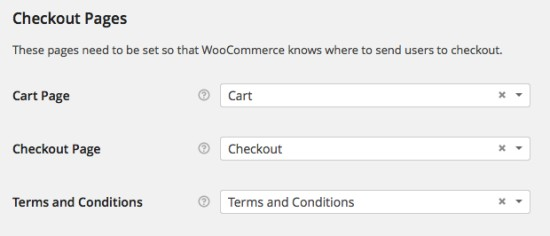 Checkout Pages
These pages need to be set so that WooCommerce knows where to send users to checkout.
Cart Page ? Cart × 
Checkout Page ? Checkout ×
Terms and Conditions ? Terms and Conditions ×